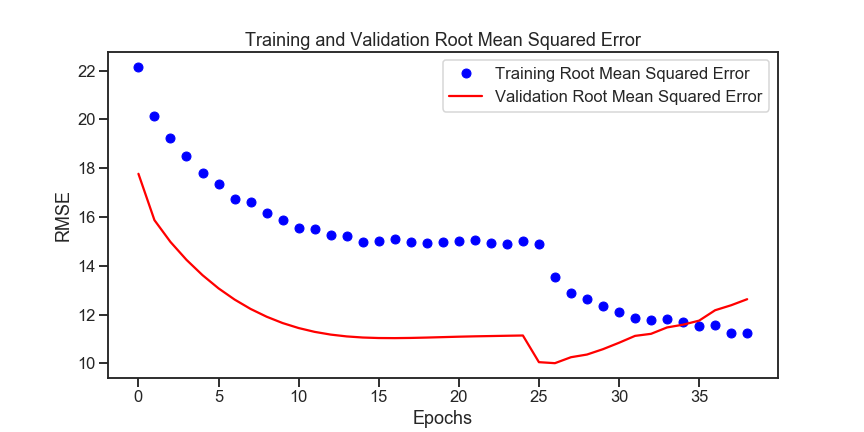 Training and Validation Root Mean Squared Error
Training Root Mean Squared Error
Validation Root Mean Squared Error
RMSE
22
20
18
16
14
12
10
0 5 10 15 20 25 30 35
Epochs